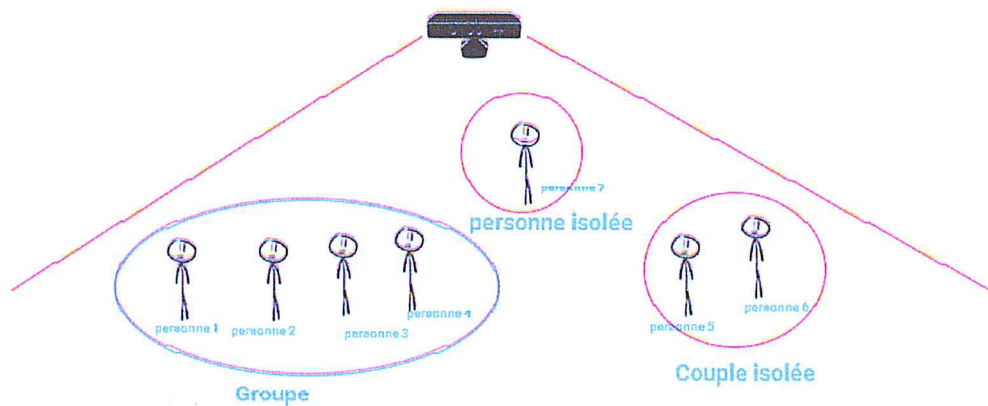 personne 7
personne isolée
personne 1
personne 2
personne 3
personne 4
personne 5
personne 6
Groupe
Couple isolée